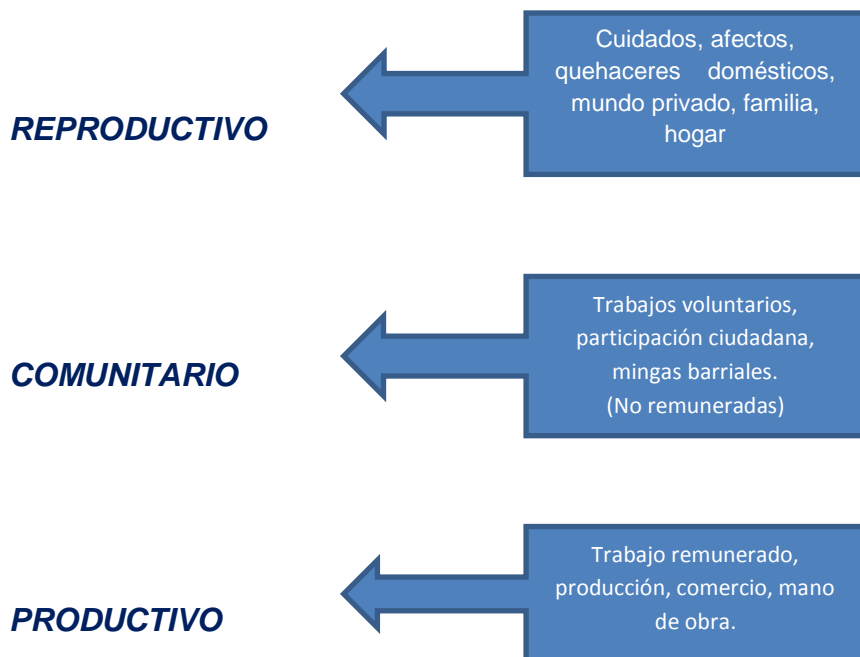 Cuidados, afectos,
quehaceres domésticos,
mundo privado, familia,
hogar
REPRODUCTIVO
Trabajos voluntarios,
participación ciudadana,
mingas barriales.
(No remuneradas)
COMUNITARIO
Trabajo remunerado,
producción, comercio, mano
de obra.
PRODUCTIVO